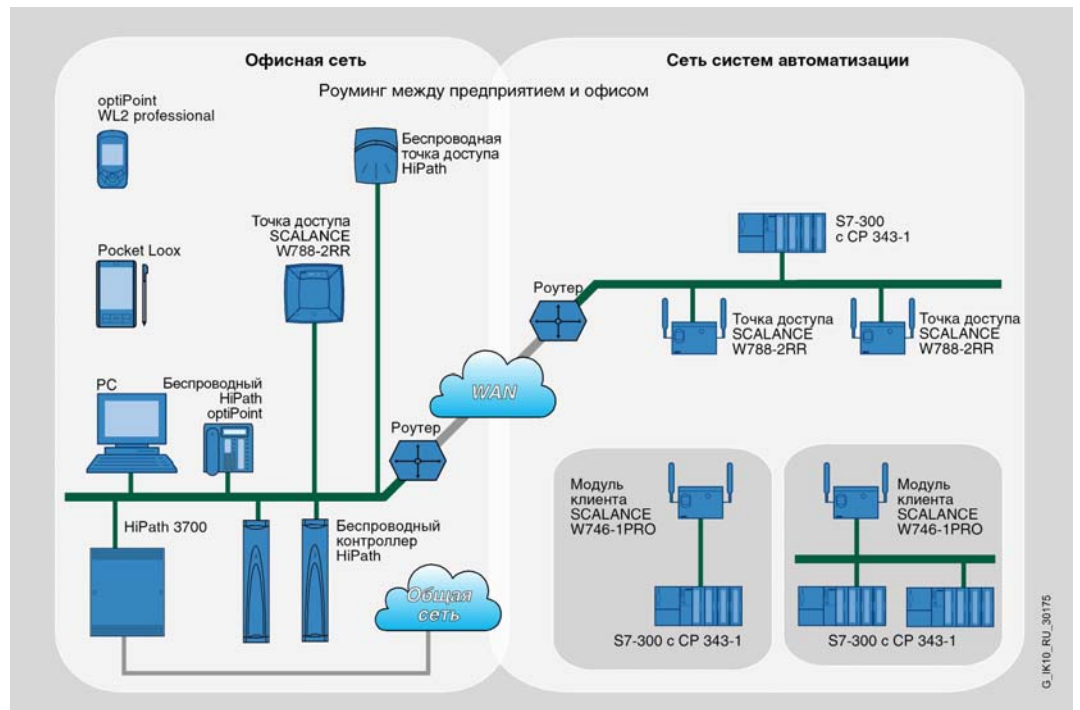 Офисная сеть
Сеть систем автоматизации
Роуминг между предприятием и офисом
optiPoint
WL2 professional
Беспроводная
точка доступа
HiPath
Точка доступа
SCALANCE
W788-2RR
Pocket Loox
S7-300
с CP 343-1
Роутер
Точка доступа
SCALANCE
W788-2RR
Точка доступа
SCALANCE
W788-2RR
WAN
PC
Беспроводный
HiPath
optiPoint
Роутер
HiPath 3700
Беспроводный
контроллер
HiPath
Общая
сеть
Модуль
клиента
SCALANCE
W746-1PRO
S7-300 с CP 343-1
Модуль
клиента
SCALANCE
W746-1PRO
S7-300 с CP 343-1
G_IK10_RU_30175